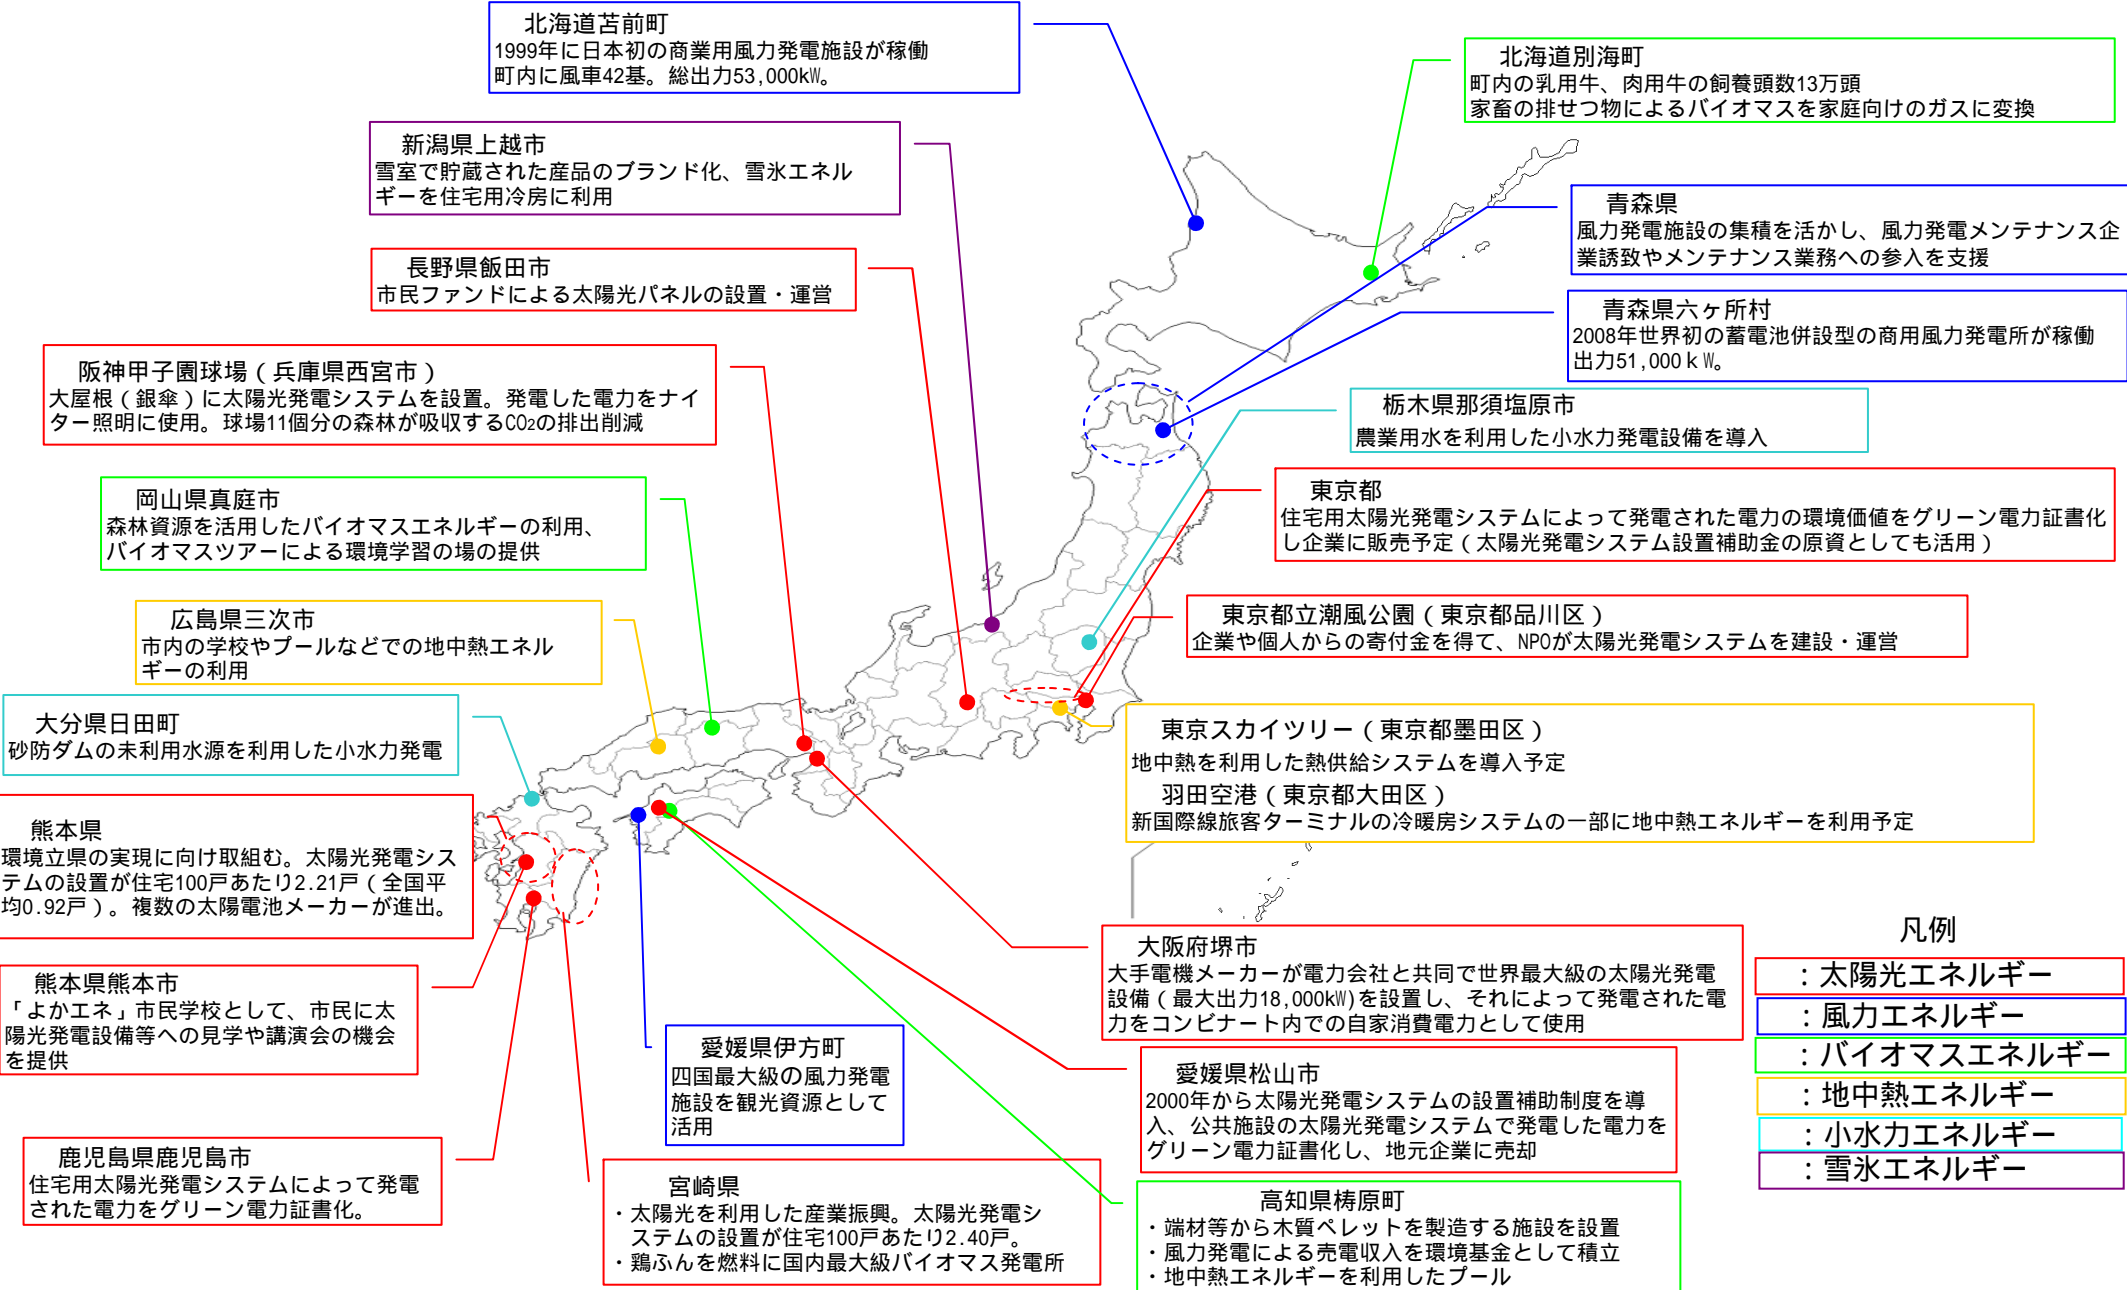 北海道苫前町
1999年に日本初の商業用風力発電施設が稼働
町内に風車42基。総出力53,000kW。
北海道別海町
町内の乳用牛、肉用牛の飼養頭数13万頭
家畜の排せつ物によるバイオマスを家庭向けのガスに変換
新潟県上越市
雪室で貯蔵された産品のブランド化、雪氷エネル
ギーを住宅用冷房に利用
青森県
風力発電施設の集積を活かし、風力発電メンテナンス企
業誘致やメンテナンス業務への参入を支援
長野県飯田市
市民ファンドによる太陽光パネルの設置・運営
青森県六ヶ所村
2008年世界初の蓄電池併設型の商用風力発電所が稼働
出力51,000ｋW。
阪神甲子園球場（兵庫県西宮市）
大屋根（銀傘）に太陽光発電システムを設置。発電した電力をナイ
ター照明に使用。球場11個分の森林が吸収するCO2の排出削減
栃木県那須塩原市
農業用水を利用した小水力発電設備を導入
岡山県真庭市
森林資源を活用したバイオマスエネルギーの利用、
バイオマスツアーによる環境学習の場の提供
東京都
住宅用太陽光発電システムによって発電された電力の環境価値をグリーン電力証書化
し企業に販売予定（太陽光発電システム設置補助金の原資としても活用）
広島県三次市
市内の学校やプールなどでの地中熱エネル
ギーの利用
東京都立潮風公園（東京都品川区）
企業や個人からの寄付金を得て、NPOが太陽光発電システムを建設・運営
大分県日田町
砂防ダムの未利用水源を利用した小水力発電
東京スカイツリー（東京都墨田区）
地中熱を利用した熱供給システムを導入予定
羽田空港（東京都大田区）
新国際線旅客ターミナルの冷暖房システムの一部に地中熱エネルギーを利用予定
熊本県
環境立県の実現に向け取組む。太陽光発電シス
テムの設置が住宅100戸あたり2.21戸（全国平
均0.92戸）。複数の太陽電池メーカーが進出。
熊本県熊本市
「よかエネ」市民学校として、市民に太
陽光発電設備等への見学や講演会の機会
を提供
大阪府堺市
大手電機メーカーが電力会社と共同で世界最大級の太陽光発電
設備（最大出力18,000kW)を設置し、それによって発電された電
力をコンビナート内での自家消費電力として使用
愛媛県伊方町
四国最大級の風力発電
施設を観光資源として
活用
愛媛県松山市
2000年から太陽光発電システムの設置補助制度を導
入、公共施設の太陽光発電システムで発電した電力を
グリーン電力証書化し、地元企業に売却
鹿児島県鹿児島市
住宅用太陽光発電システムによって発電
された電力をグリーン電力証書化。
宮崎県
・太陽光を利用した産業振興。太陽光発電シ
ステムの設置が住宅100戸あたり2.40戸。
・鶏ふんを燃料に国内最大級バイオマス発電所
高知県梼原町
・端材等から木質ペレットを製造する施設を設置
・風力発電による売電収入を環境基金として積立
・地中熱エネルギーを利用したプール
凡例
：太陽光エネルギー
：風力エネルギー
：バイオマスエネルギー
：地中熱エネルギー
：小水力エネルギー
：雪氷エネルギー